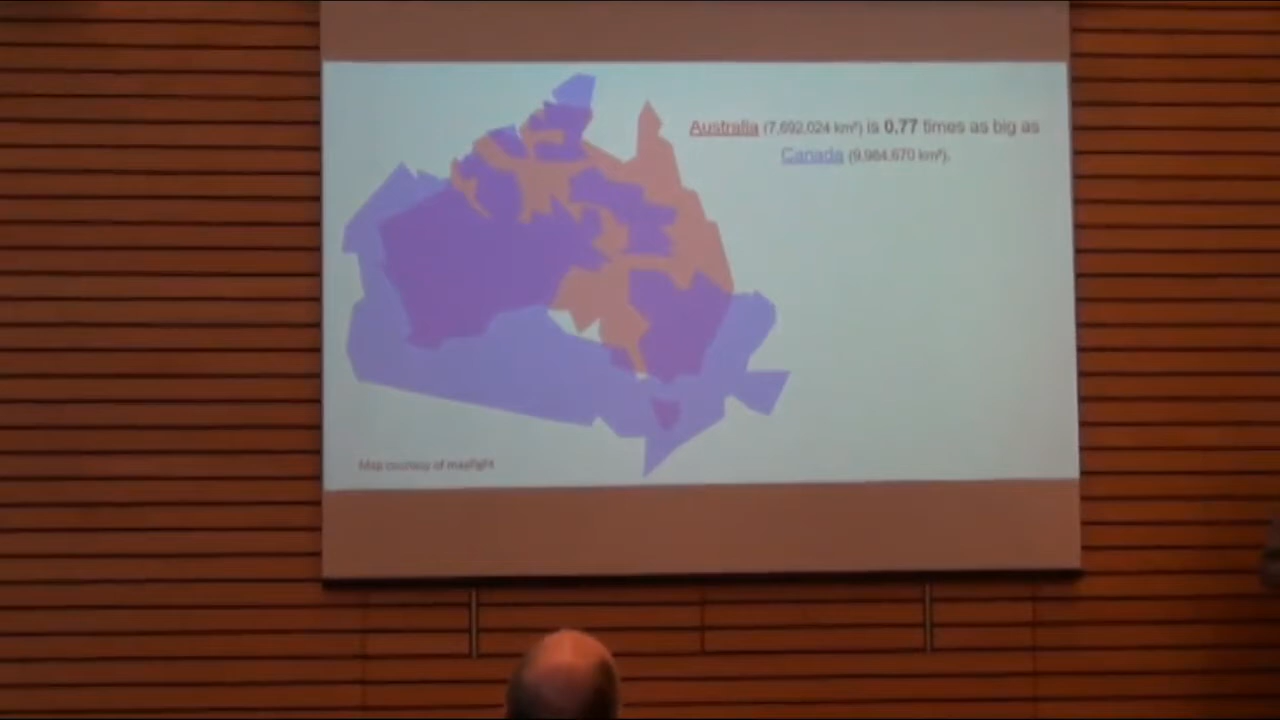 Australia (7,692,024 km²) is 0.77 times as big as
Canada (9,984,670 km²).
Map courtesy of mapfight